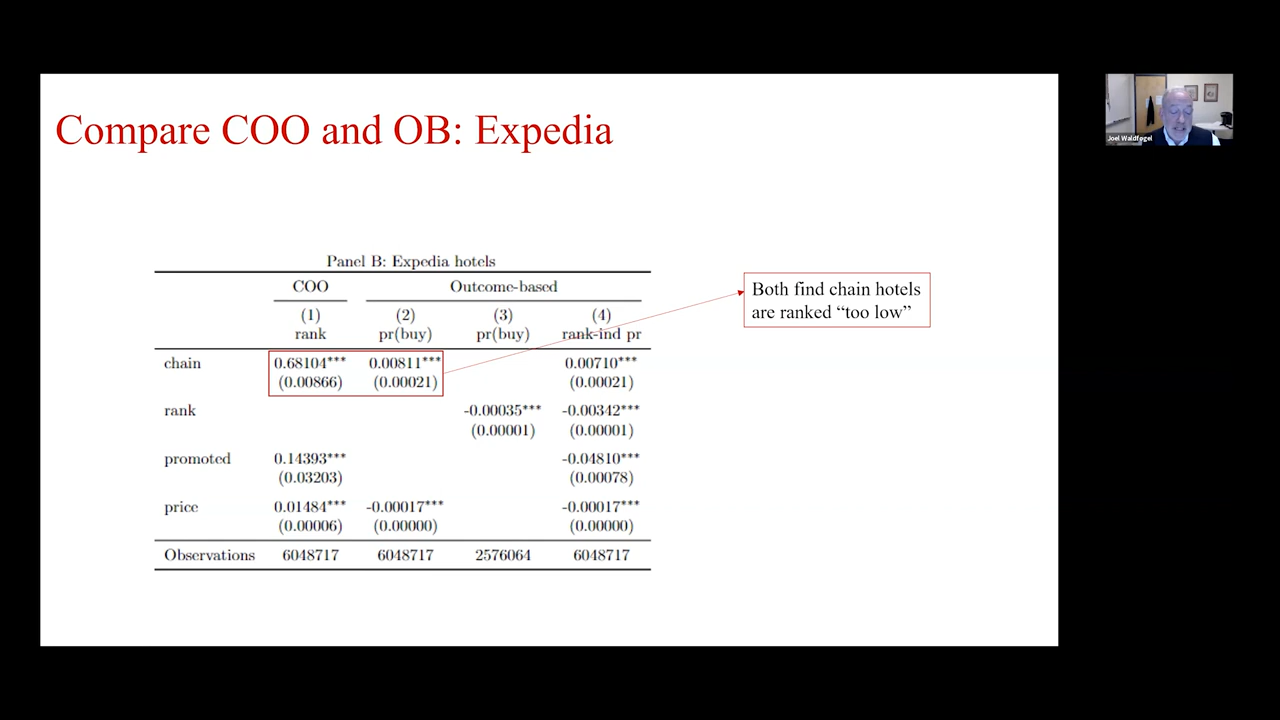 Compare COO and OB: Expedia
Joel Waldfogel
Panel B: Expedia hotels
COO Outcome-based
(1) (2) (3) (4)
rank pr(buy) pr(buy) rank-ind pr
chain 0.68104*** 0.00811*** 0.00710***
(0.00866) (0.00021) (0.00021)
rank -0.00035*** -0.00342***
(0.00001) (0.00001)
promoted 0.14393*** -0.04810***
(0.03203) (0.00078)
price 0.01484*** -0.00017*** -0.00017***
(0.00006) (0.00000) (0.00000)
Observations 6048717 6048717 2576064 6048717
Both find chain hotels
are ranked “too low”